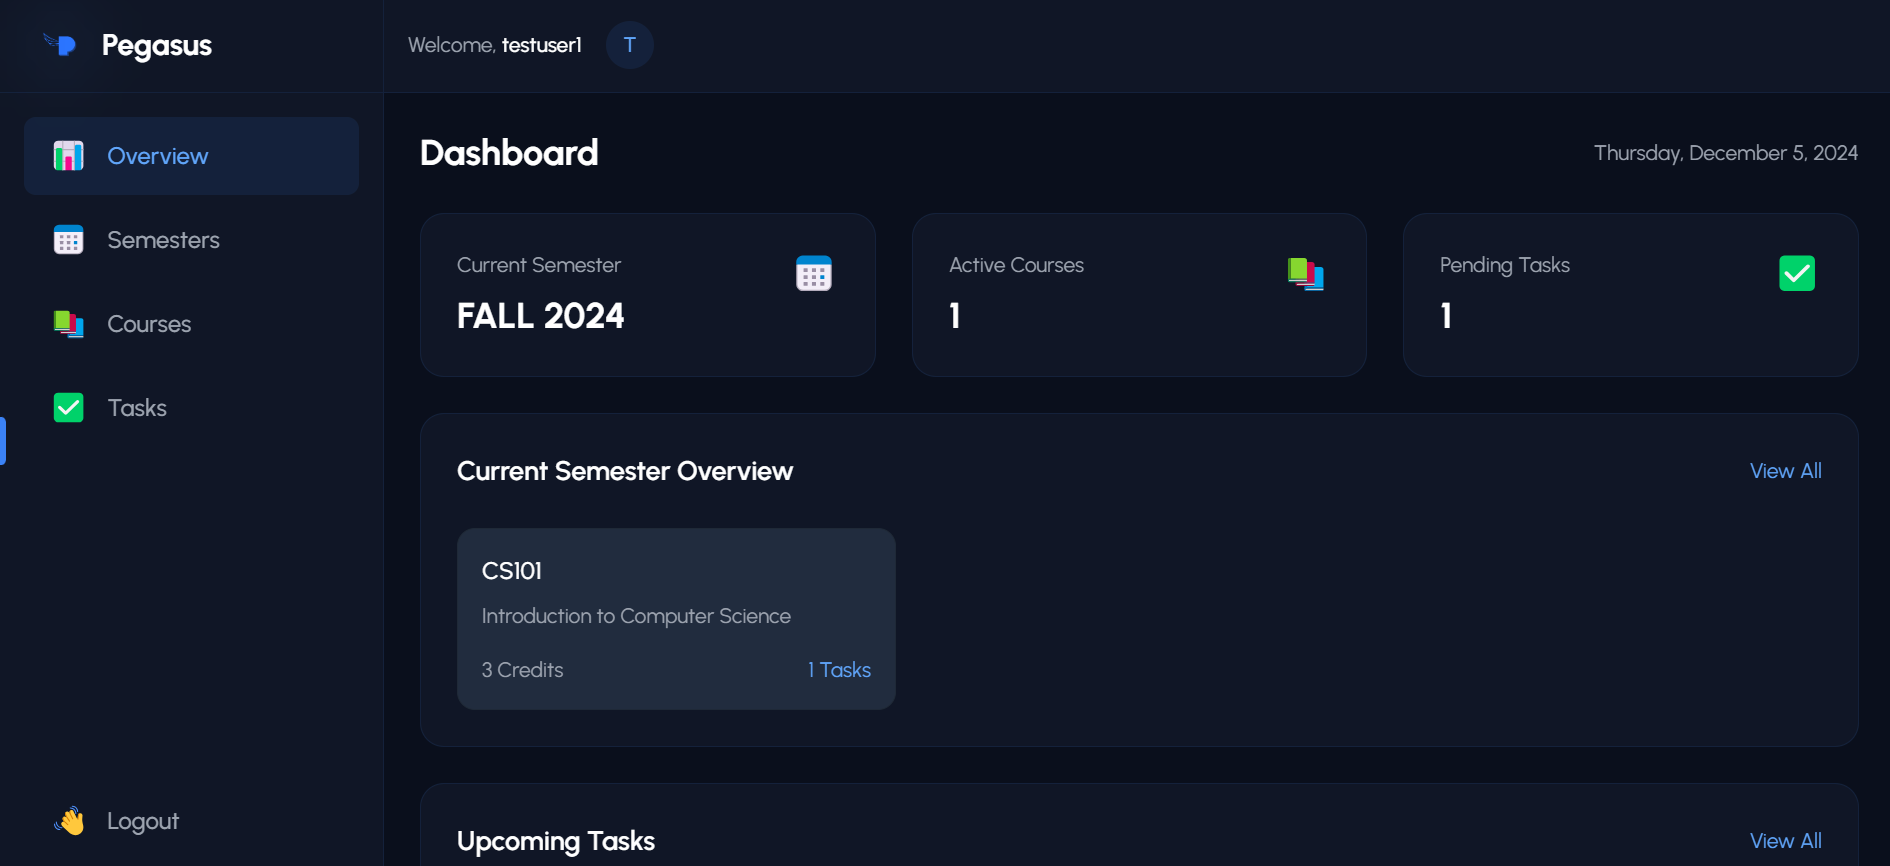 Pegasus
Welcome, testuser1
T
Overview
Semesters
Courses
Tasks
Logout
Dashboard
Thursday, December 5, 2024
Current Semester
FALL 2024
Active Courses
1
Pending Tasks
1
Current Semester Overview
View All
CS101
Introduction to Computer Science
3 Credits
1 Tasks
Upcoming Tasks
View All